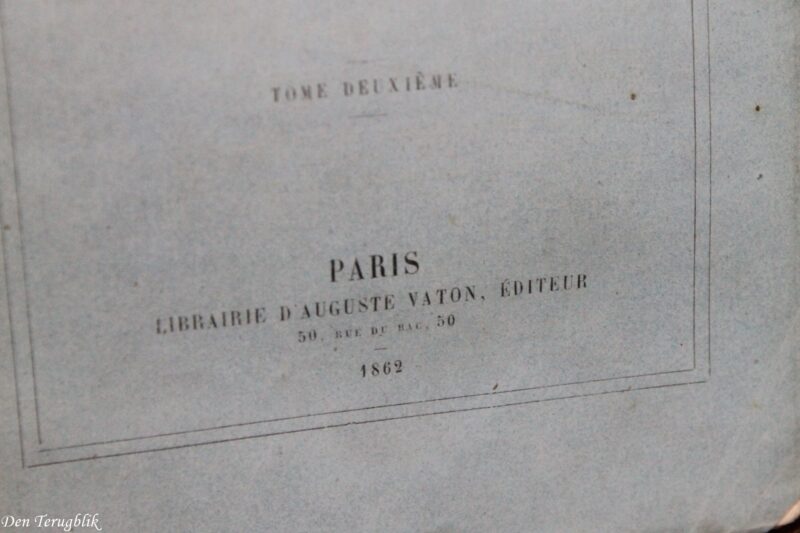 TOME DEUXIÈME
PARIS
LIBRAIRIE D'AUGUSTE VATON, ÉDITEUR
50, RUE DU BAC, 50
1862
Den Terugblik